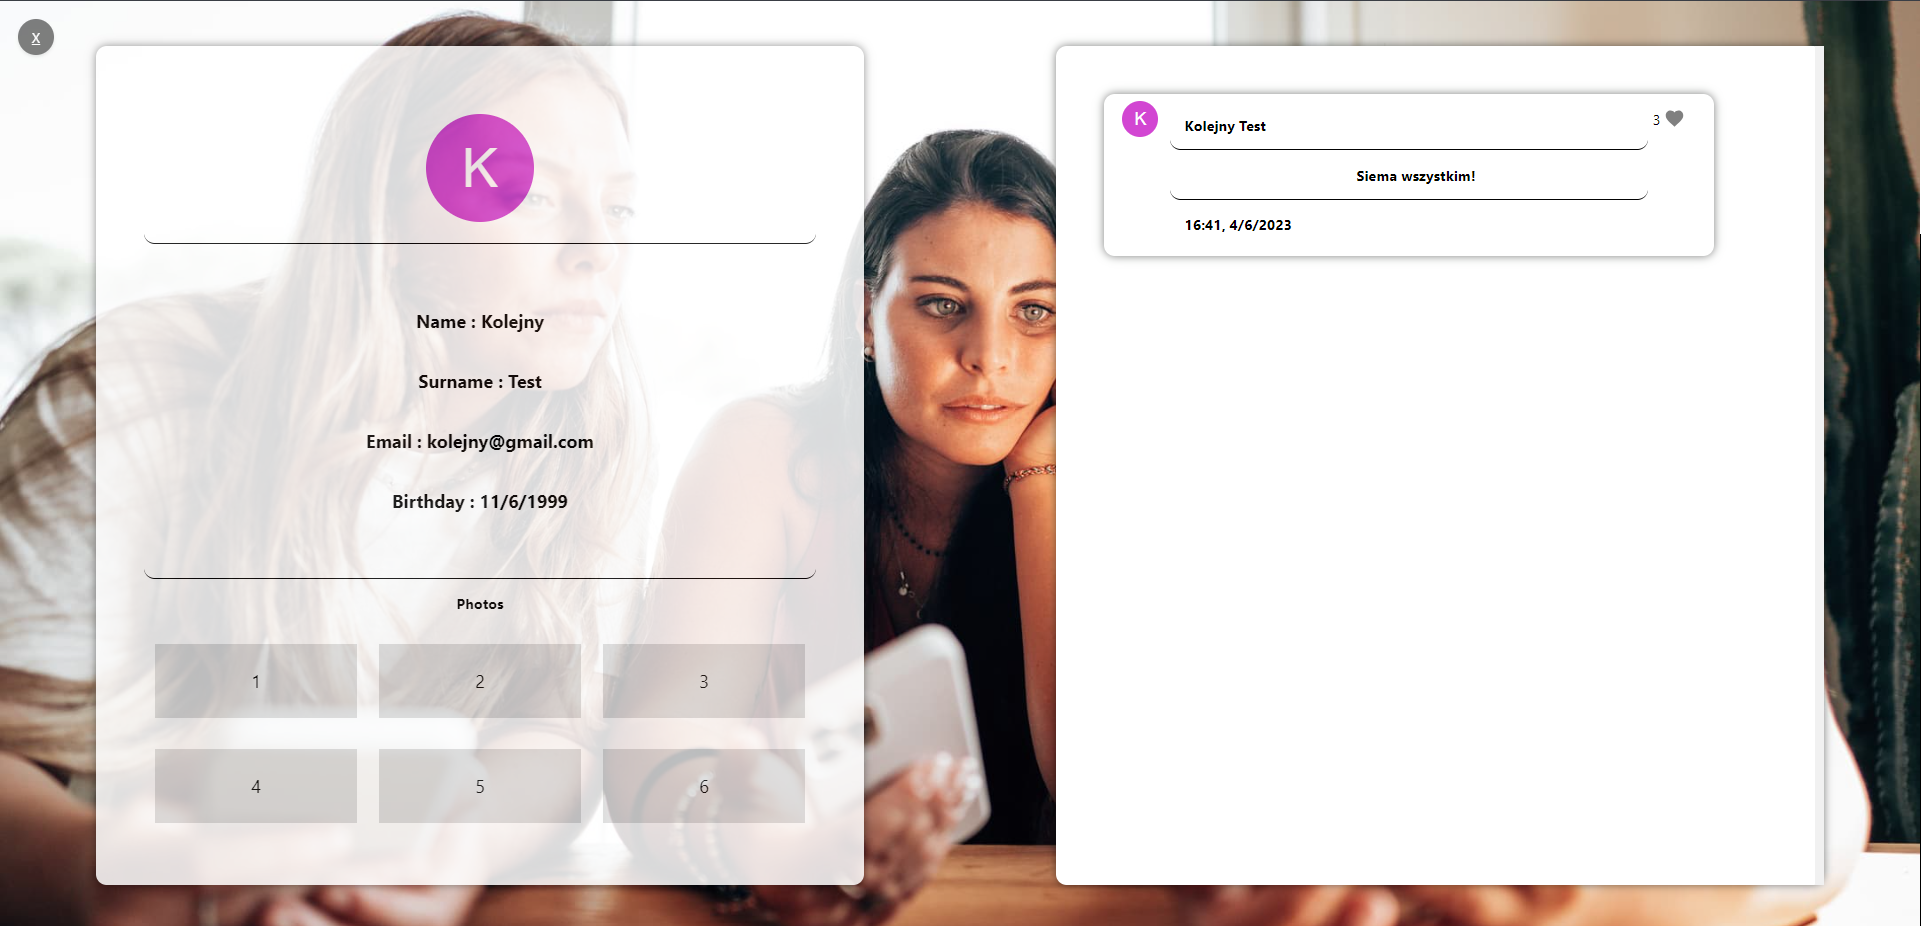 x
K
Name : Kolejny
Surname : Test
Email : kolejny@gmail.com
Birthday : 11/6/1999
Photos
1 2 3
4 5 6
K
Kolejny Test
3
Siema wszystkim!
16:41, 4/6/2023